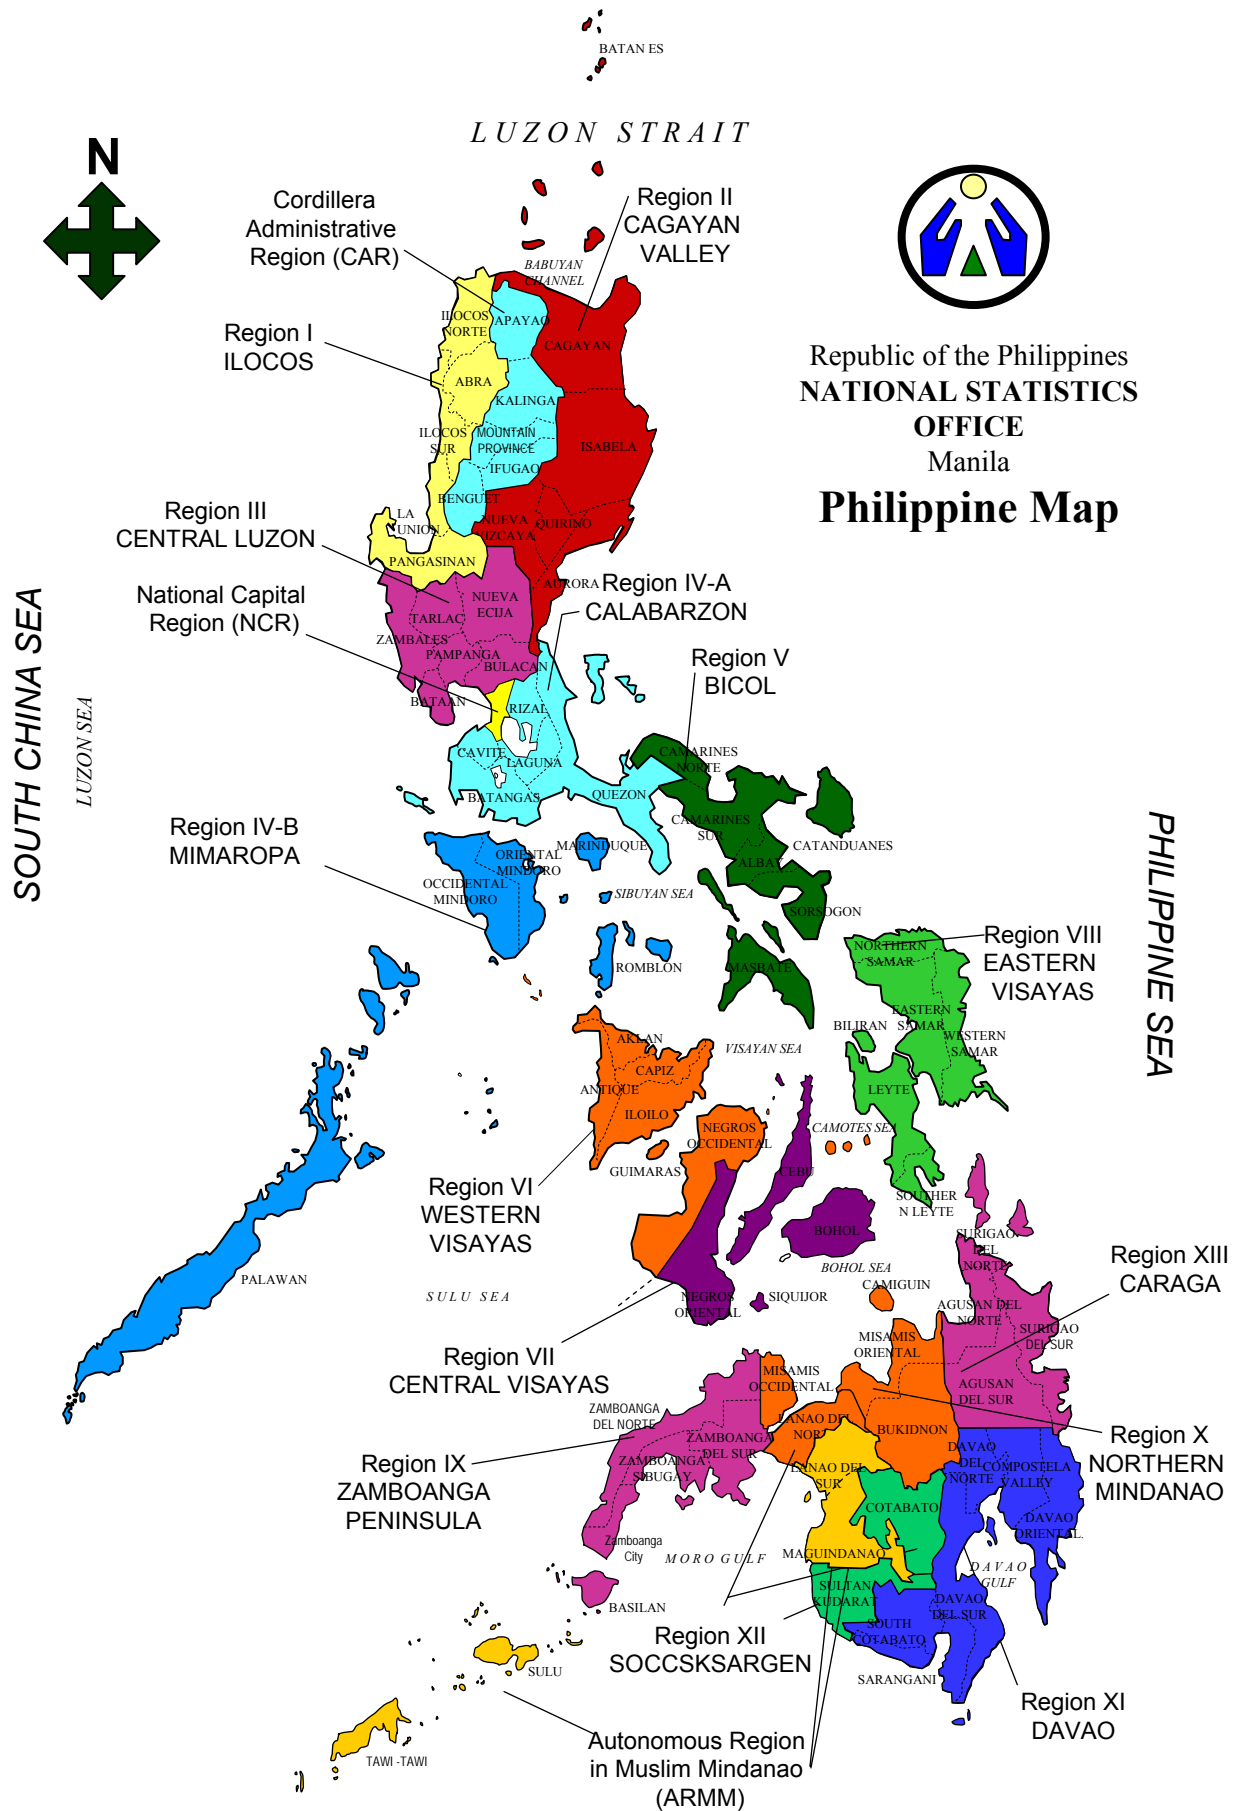 BATAN ES
LUZON STRAIT
N
Cordillera
Administrative
Region (CAR)
Region II
CAGAYAN
VALLEY
BABUYAN
CHANNEL
Region I
ILOCOS
ILOCOS
NORTE
APAYAO
CAGAYAN
ABRA
KALINGA
ILOCOS
SUR
MOUNTAIN
PROVINCE
ISABELA
IFUGAO
BENGUET
Republic of the Philippines
NATIONAL STATISTICS
OFFICE
Manila
Philippine Map
Region III
CENTRAL LUZON
LA
UNION
NUEVA
VIZCAYA
QUIRINO
PANGASINAN
National Capital
Region (NCR)
AURORA
Region IV-A
CALABARZON
NUEVA
ECIJA
TARLAC
ZAMBALES
PAMPANGA
BULACAN
BATAAN
RIZAL
SOUTH CHINA SEA
LUZON SEA
Region V
BICOL
CAVITE
LAGUNA
BATANGAS
QUEZON
CAMARINES
NORTE
CAMARINES
SUR
CATANDUANES
ALBAY
SORSOGON
MASBATE
Region IV-B
MIMAROPA
ORIENTAL
MINDORO
OCCIDENTAL
MINDORO
MARINDUQUE
SIBUYAN SEA
ROMBLON
PHILIPPINE SEA
NORTHERN
SAMAR
Region VIII
EASTERN
VISAYAS
EASTERN
SAMAR
WESTERN
SAMAR
BILIRAN
LEYTE
SOUTHER
N LEYTE
AKLAN
CAPIZ
ANTIQUE
ILOILO
VISAYAN SEA
NEGROS
OCCIDENTAL
CAMOTES SEA
GUIMARAS
CEBU
Region VI
WESTERN
VISAYAS
BOHOL
PALAWAN
SULU SEA
BOHOL SEA
CAMIGUIN
NEGROS
ORIENTAL
SIQUIJOR
SURIGAO
DEL
NORTE
Region XIII
CARAGA
AGUSAN DEL
NORTE
SURIGAO
DEL SUR
MISAMIS
ORIENTAL
AGUSAN
DEL SUR
Region VII
CENTRAL VISAYAS
MISAMIS
OCCIDENTAL
ZAMBOANGA
DEL NORTE
LANAO DEL
NORTE
BUKIDNON
ZAMBOANGA
DEL SUR
ZAMBOANGA
SIBUGAY
Region X
NORTHERN
MINDANAO
Region IX
ZAMBOANGA
PENINSULA
LANAO DEL
SUR
DAVAO
DEL
NORTE
COMPOSTELA
VALLEY
COTABATO
DAVAO
ORIENTAL
Zamboanga
City
MORO GULF
MAGUINDANAO
DAVAO
GULF
BASILAN
SULTAN
KUDARAT
DAVAO
DEL SUR
SOUTH
COTABATO
Region XII
SOCCSKSARGEN
SARANGANI
SULU
Region XI
DAVAO
TAWI -TAWI
Autonomous Region
in Muslim Mindanao
(ARMM)